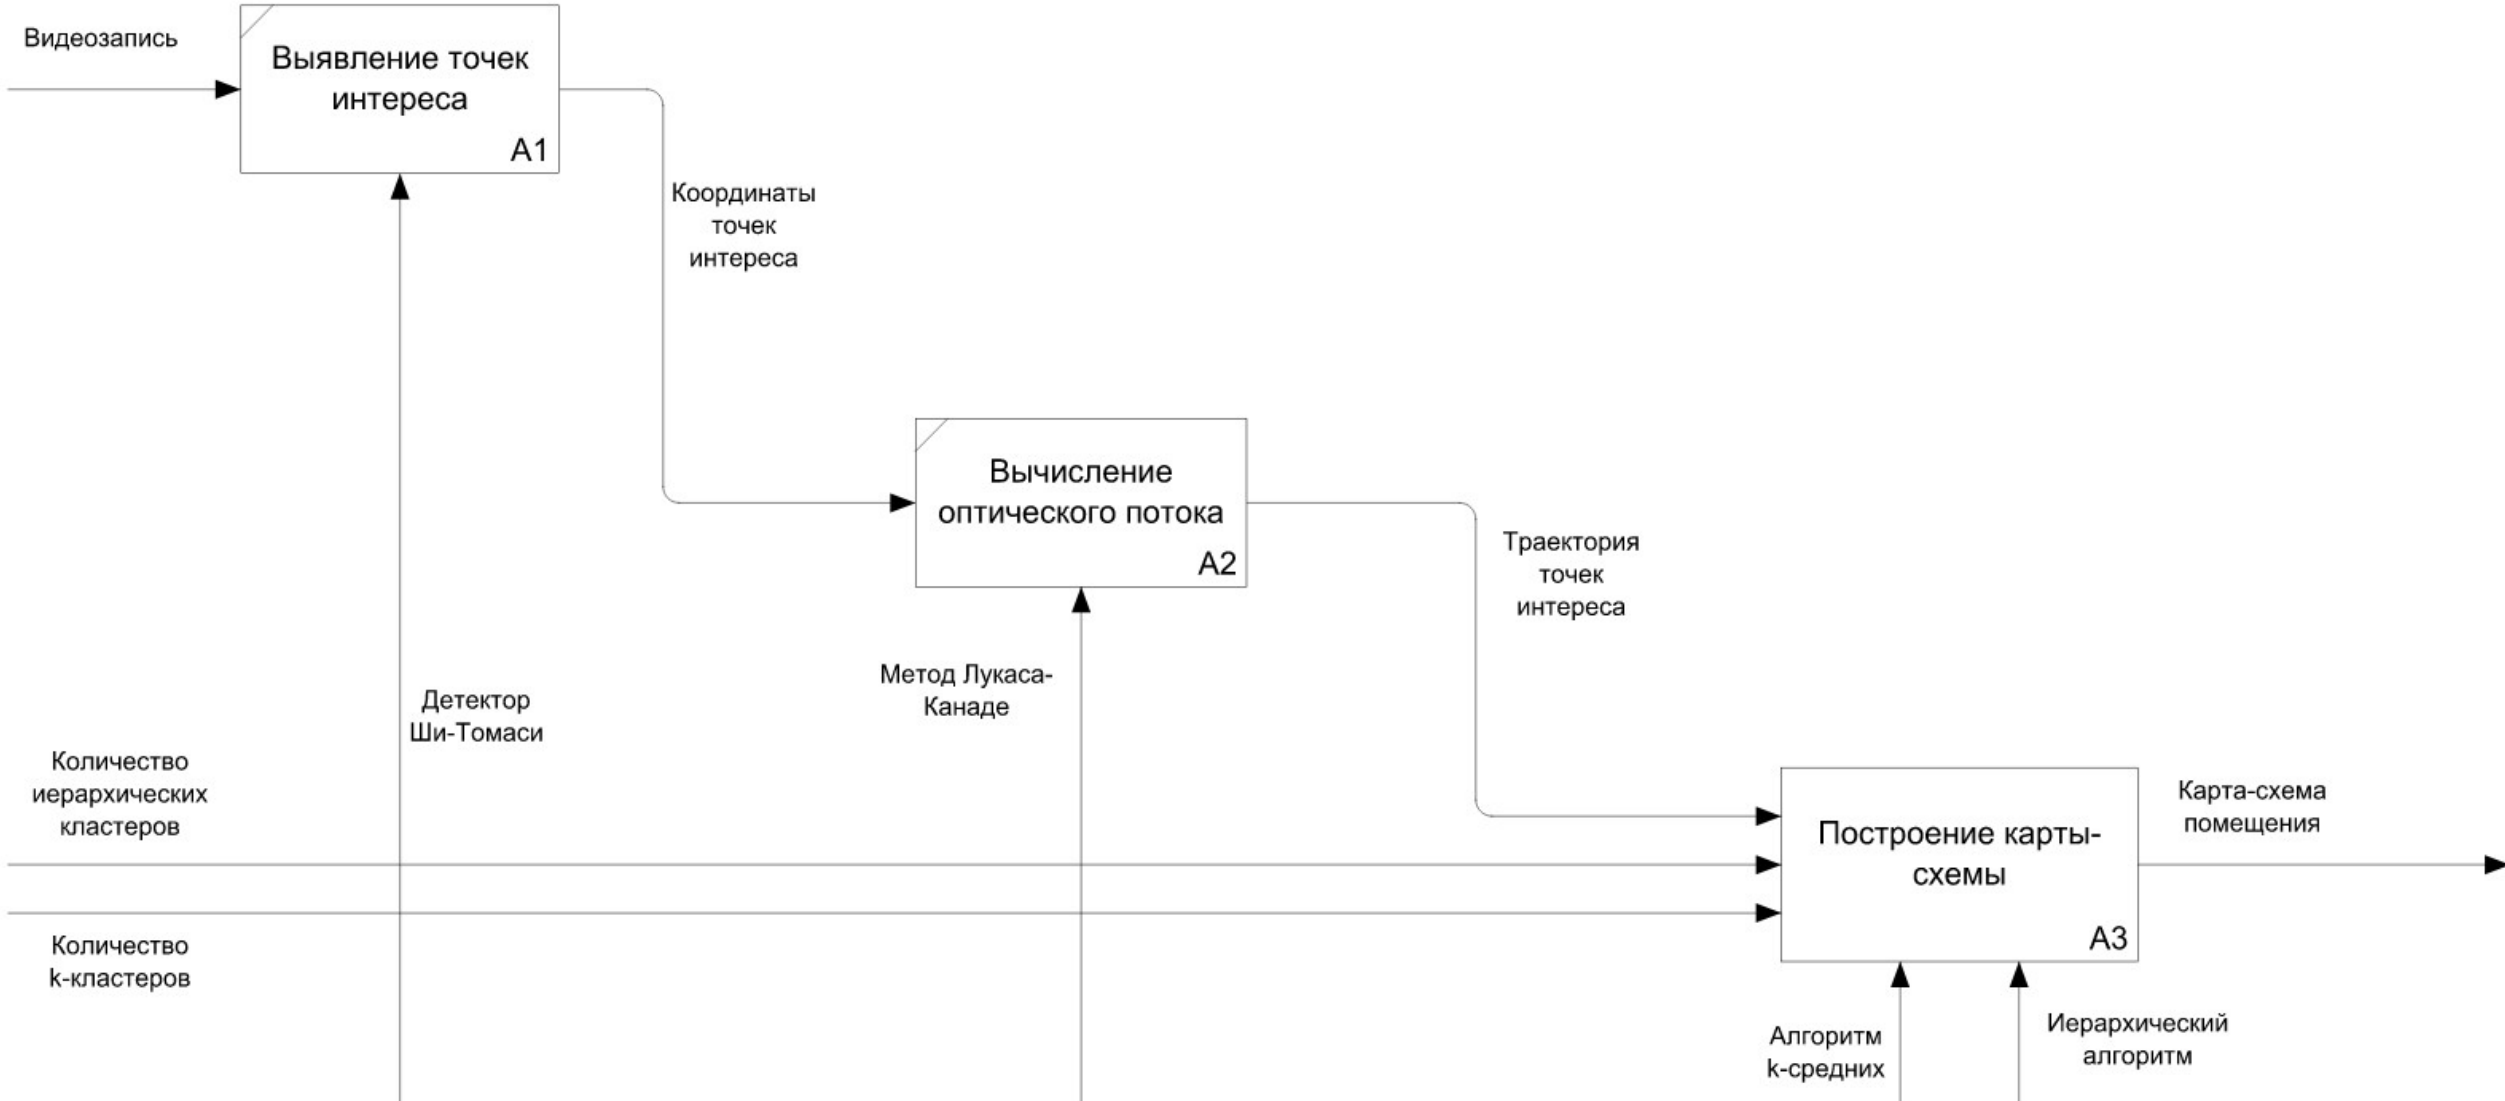 Видеозапись
Выявление точек
интереса
A1
Координаты
точек
интереса
Вычисление
оптического потока
A2
Траектория
точек
интереса
Метод Лукаса-
Канаде
Детектор
Ши-Томаси
Количество
иерархических
кластеров
Построение карты-
схемы
A3
Карта-схема
помещения
Количество
k-кластеров
Алгоритм
k-средних
Иерархический
алгоритм